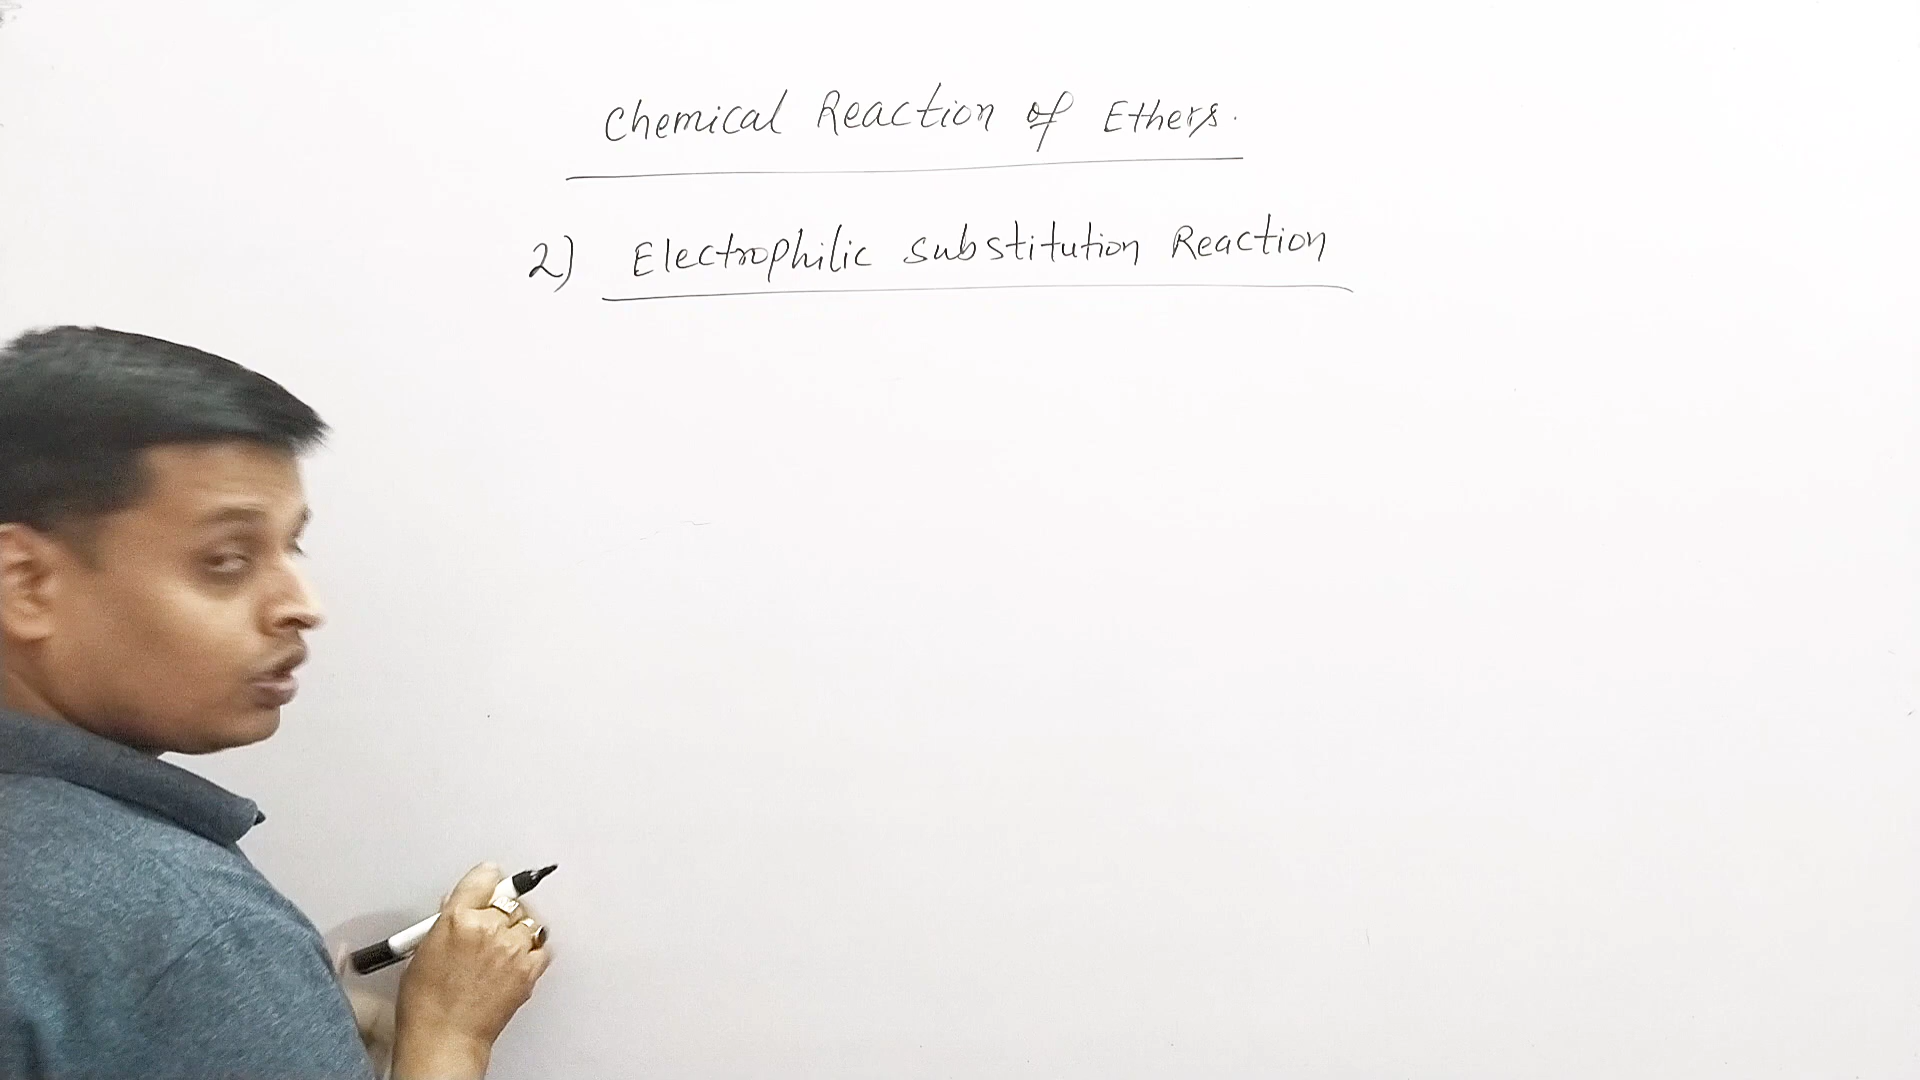 Chemical Reaction of Ethers.
2) Electrophilic substitution Reaction